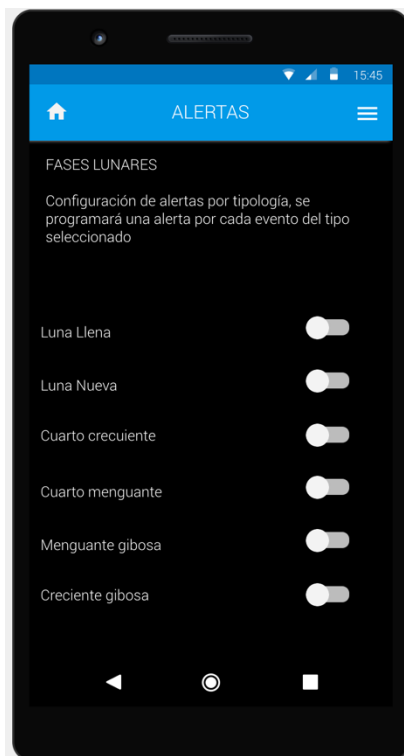 15:45
ALERTAS
FASES LUNARES
Configuración de alertas por tipología, se
programará una alerta por cada evento del tipo
seleccionado
Luna Llena
Luna Nueva
Cuarto crecuiente
Cuarto menguante
Menguante gibosa
Creciente gibosa